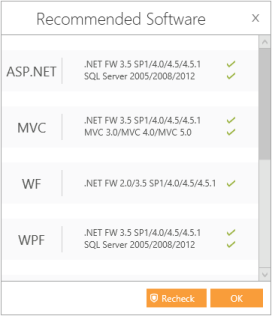 Recommended Software
ASP.NET
.NET FW 3.5 SP1/4.0/4.5/4.5.1
SQL Server 2005/2008/2012
MVC
.NET FW 3.5 SP1/4.0/4.5/4.5.1
MVC 3.0/MVC 4.0/MVC 5.0
WF
.NET FW 2.0/3.5 SP1/4.0/4.5/4.5.1
WPF
.NET FW 3.5 SP1/4.0/4.5/4.5.1
SQL Server 2005/2008/2012
Recheck
OK